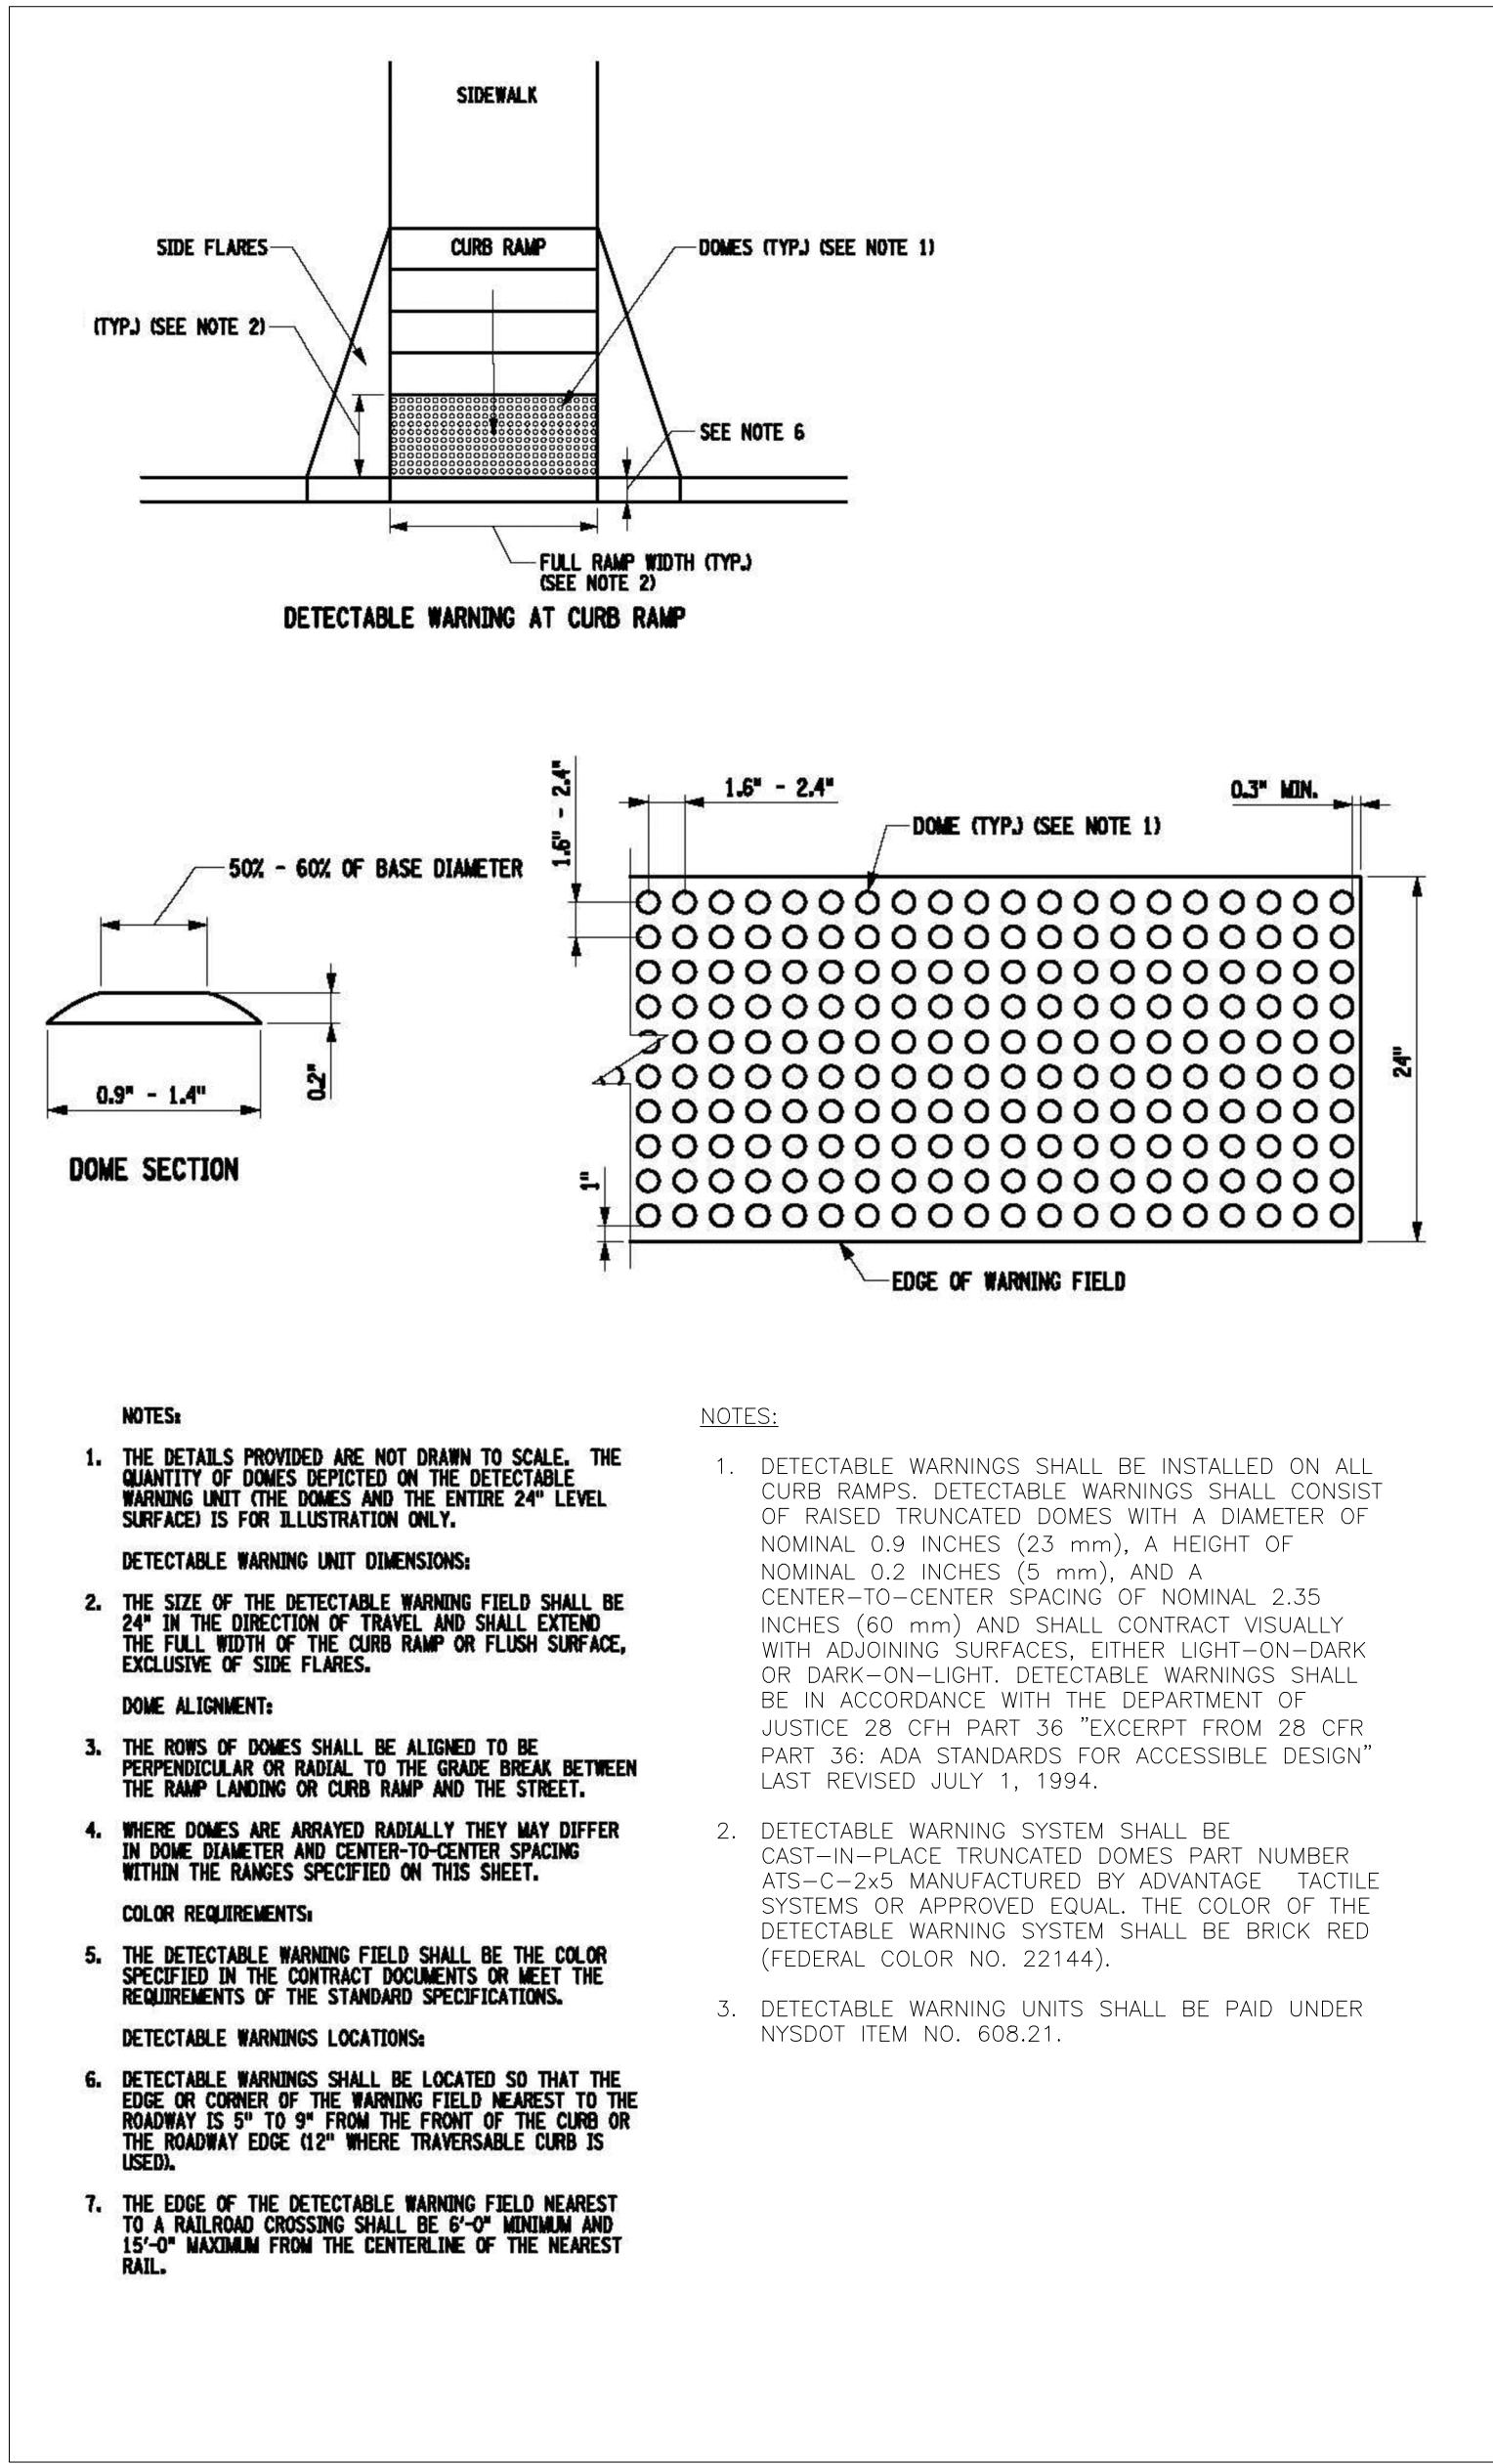 SIDEWALK
SIDE FLARES
CURB RAMP
DOMES (TYP.) (SEE NOTE 1)
(TYP.) (SEE NOTE 2)
SEE NOTE 6
FULL RAMP WIDTH (TYP.)
(SEE NOTE 2)
DETECTABLE WARNING AT CURB RAMP
1.6" - 2.4"
1.6" - 2.4"
0.3" MIN.
DOME (TYP.) (SEE NOTE 1)
50% - 60% OF BASE DIAMETER
0.9" - 1.4"
0.2"
24"
DOME SECTION
1"
EDGE OF WARNING FIELD
NOTES:
1. THE DETAILS PROVIDED ARE NOT DRAWN TO SCALE. THE
QUANTITY OF DOMES DEPICTED ON THE DETECTABLE
WARNING UNIT (THE DOMES AND THE ENTIRE 24" LEVEL
SURFACE) IS FOR ILLUSTRATION ONLY.
DETECTABLE WARNING UNIT DIMENSIONS:
2. THE SIZE OF THE DETECTABLE WARNING FIELD SHALL BE
24" IN THE DIRECTION OF TRAVEL AND SHALL EXTEND
THE FULL WIDTH OF THE CURB RAMP OR FLUSH SURFACE,
EXCLUSIVE OF SIDE FLARES.
DOME ALIGNMENT:
3. THE ROWS OF DOMES SHALL BE ALIGNED TO BE
PERPENDICULAR OR RADIAL TO THE GRADE BREAK BETWEEN
THE RAMP LANDING OR CURB RAMP AND THE STREET.
4. WHERE DOMES ARE ARRAYED RADIALLY THEY MAY DIFFER
IN DOME DIAMETER AND CENTER-TO-CENTER SPACING
WITHIN THE RANGES SPECIFIED ON THIS SHEET.
COLOR REQUIREMENTS:
5. THE DETECTABLE WARNING FIELD SHALL BE THE COLOR
SPECIFIED IN THE CONTRACT DOCUMENTS OR MEET THE
REQUIREMENTS OF THE STANDARD SPECIFICATIONS.
DETECTABLE WARNINGS LOCATIONS:
6. DETECTABLE WARNINGS SHALL BE LOCATED SO THAT THE
EDGE OR CORNER OF THE WARNING FIELD NEAREST TO THE
ROADWAY IS 5" TO 9" FROM THE FRONT OF THE CURB OR
THE ROADWAY EDGE (12" WHERE TRAVERSABLE CURB IS
USED).
7. THE EDGE OF THE DETECTABLE WARNING FIELD NEAREST
TO A RAILROAD CROSSING SHALL BE 6'-0" MINIMUM AND
15'-0" MAXIMUM FROM THE CENTERLINE OF THE NEAREST
RAIL.
NOTES:
1. DETECTABLE WARNINGS SHALL BE INSTALLED ON ALL
CURB RAMPS. DETECTABLE WARNINGS SHALL CONSIST
OF RAISED TRUNCATED DOMES WITH A DIAMETER OF
NOMINAL 0.9 INCHES (23 mm), A HEIGHT OF
NOMINAL 0.2 INCHES (5 mm), AND A
CENTER-TO-CENTER SPACING OF NOMINAL 2.35
INCHES (60 mm) AND SHALL CONTRACT VISUALLY
WITH ADJOINING SURFACES, EITHER LIGHT-ON-DARK
OR DARK-ON-LIGHT. DETECTABLE WARNINGS SHALL
BE IN ACCORDANCE WITH THE DEPARTMENT OF
JUSTICE 28 CFH PART 36 "EXCERPT FROM 28 CFR
PART 36: ADA STANDARDS FOR ACCESSIBLE DESIGN"
LAST REVISED JULY 1, 1994.
2. DETECTABLE WARNING SYSTEM SHALL BE
CAST-IN-PLACE TRUNCATED DOMES PART NUMBER
ATS-C-2x5 MANUFACTURED BY ADVANTAGE TACTILE
SYSTEMS OR APPROVED EQUAL. THE COLOR OF THE
DETECTABLE WARNING SYSTEM SHALL BE BRICK RED
(FEDERAL COLOR NO. 22144).
3. DETECTABLE WARNING UNITS SHALL BE PAID UNDER
NYSDOT ITEM NO. 608.21.